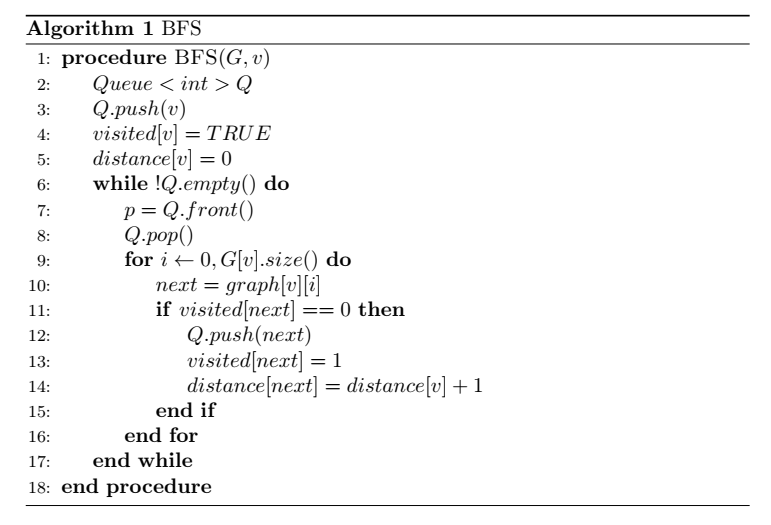 Algorithm 1 BFS
1: procedure BFS(G, v)
2: Queue < int > Q
3: Q.push(v)
4: visited[v] = TRUE
5: distance[v] = 0
6: while !Q.empty() do
7: p = Q.front()
8: Q.pop()
9: for i ← 0, G[v].size() do
10: next = graph[v][i]
11: if visited[next] == 0 then
12: Q.push(next)
13: visited[next] = 1
14: distance[next] = distance[v] + 1
15: end if
16: end for
17: end while
18: end procedure